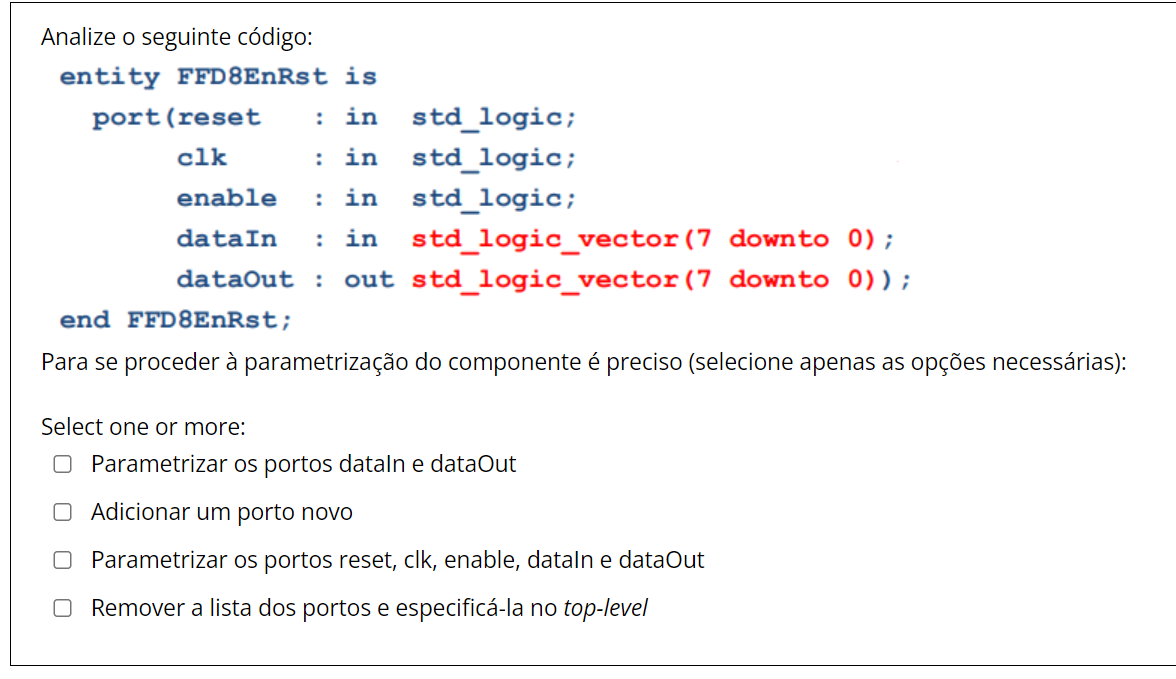 Analize o seguinte código:
entity FFD8EnRst is
port(reset : in std_logic;
clk : in std_logic;
enable : in std_logic;
dataIn : in std_logic_vector(7 downto 0);
dataOut : out std_logic_vector(7 downto 0));
end FFD8EnRst;
Para se proceder à parametrização do componente é preciso (selecione apenas as opções necessárias):
Select one or more:
Parametrizar os portos dataIn e dataOut
Adicionar um porto novo
Parametrizar os portos reset, clk, enable, dataIn e dataOut
Remover a lista dos portos e especificá-la no top-level